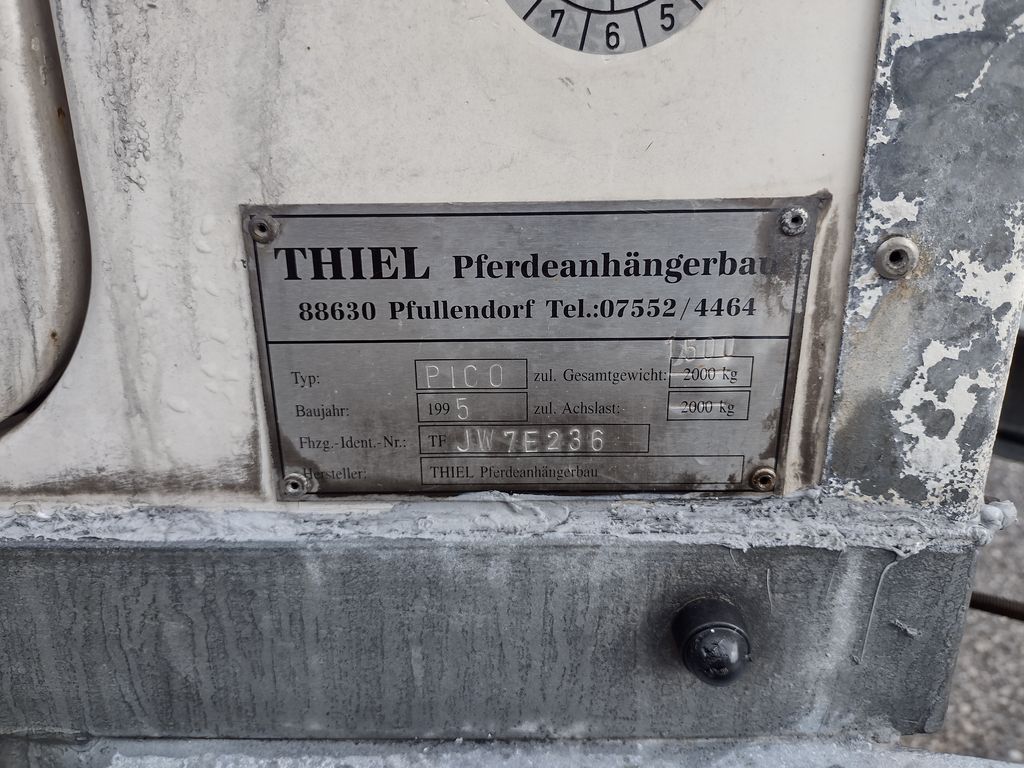 7 6 5
THIEL Pferdeanhängerbau
88630 Pfullendorf Tel.:07552/4464
1500
Typ: PICO zul. Gesamtgewicht: 2000 kg
Baujahr: 1995 zul. Achslast: 2000 kg
Fhzg.-Ident.-Nr.: TF JW7E236
Hersteller: THIEL Pferdeanhängerbau